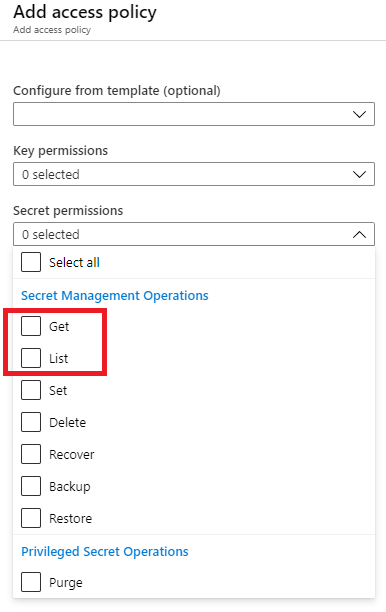 Add access policy
Add access policy
Configure from template (optional)
Key permissions
0 selected
Secret permissions
0 selected
Select all
Secret Management Operations
Get
List
Set
Delete
Recover
Backup
Restore
Privileged Secret Operations
Purge